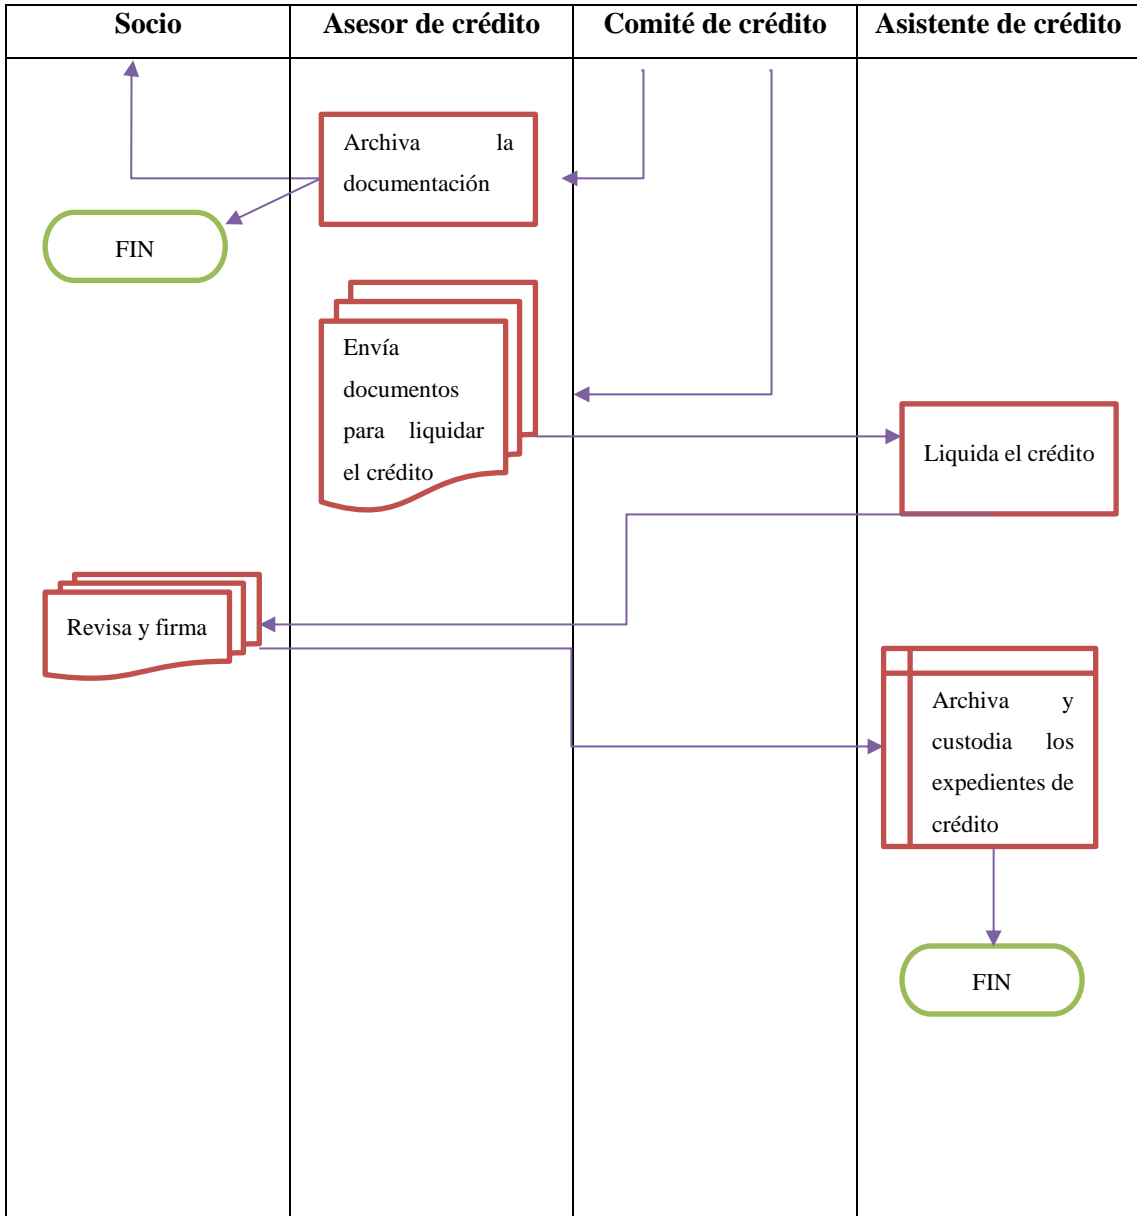 Socio
Asesor de crédito
Comité de crédito
Asistente de crédito
Archiva la
documentación
FIN
Envía
documentos
para liquidar
el crédito
Liquida el crédito
Revisa y firma
Archiva y
custodia los
expedientes de
crédito
FIN